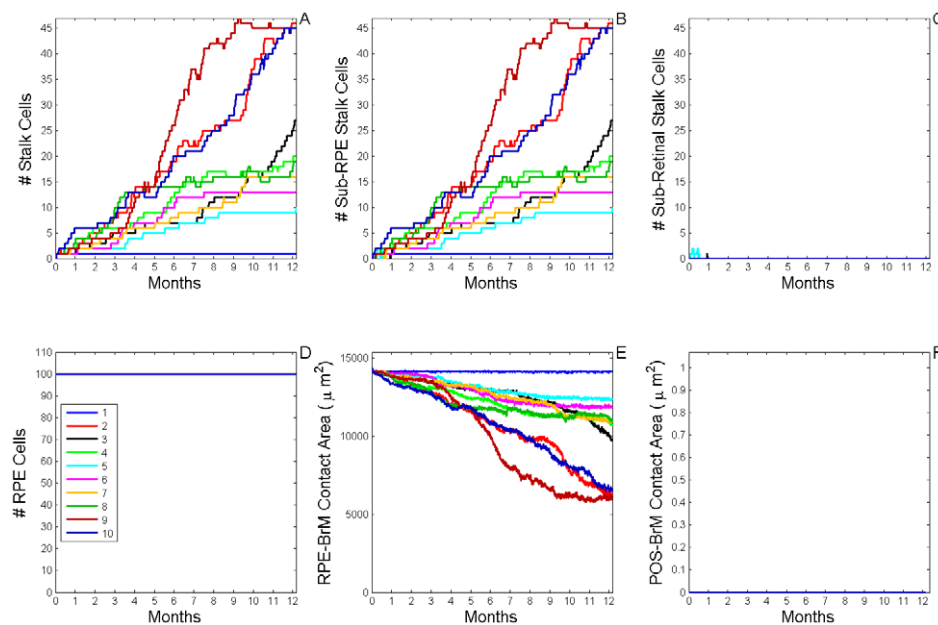 A
# Stalk Cells
45
40
35
30
25
20
15
10
5
0
0 1 2 3 4 5 6 7 8 9 10 11 12
Months
B
# Sub-RPE Stalk Cells
45
40
35
30
25
20
15
10
5
0
0 1 2 3 4 5 6 7 8 9 10 11 12
Months
C
# Sub-Retinal Stalk Cells
45
40
35
30
25
20
15
10
5
0
0 1 2 3 4 5 6 7 8 9 10 11 12
Months
D
# RPE Cells
110
100
90
80
70
60
50
40
30
20
10
0
1
2
3
4
5
6
7
8
9
10
0 1 2 3 4 5 6 7 8 9 10 11 12
Months
E
RPE-BrM Contact Area ( μ m²)
15000
10000
5000
0
0 1 2 3 4 5 6 7 8 9 10 11 12
Months
F
POS-BrM Contact Area ( μ m²)
1
0.9
0.8
0.7
0.6
0.5
0.4
0.3
0.2
0.1
0
0 1 2 3 4 5 6 7 8 9 10 11 12
Months